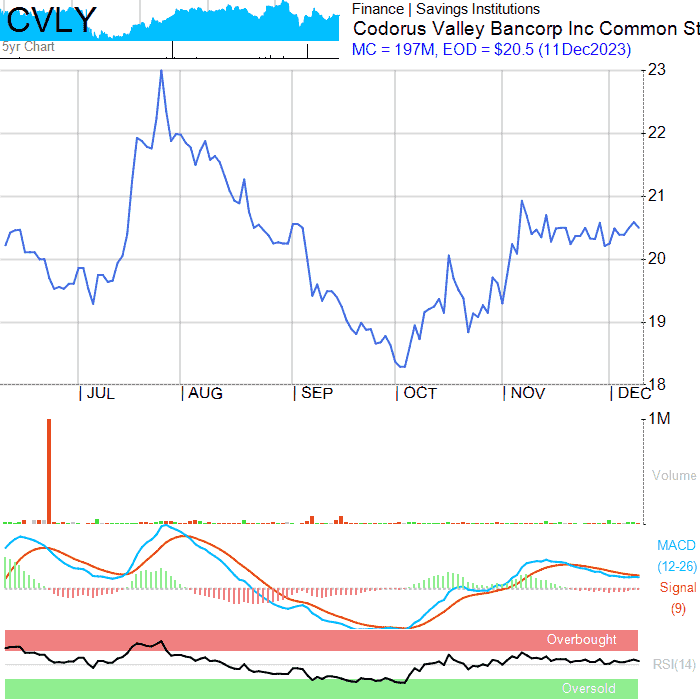 CVLY
5yr Chart
Finance | Savings Institutions
Codorus Valley Bancorp Inc Common St
MC = 197M, EOD = $20.5 (11Dec2023)
23
22
21
20
19
18
JUL AUG SEP OCT NOV DEC
1M
Volume
MACD
(12-26)
Signal
(9)
Overbought
RSI(14)
Oversold